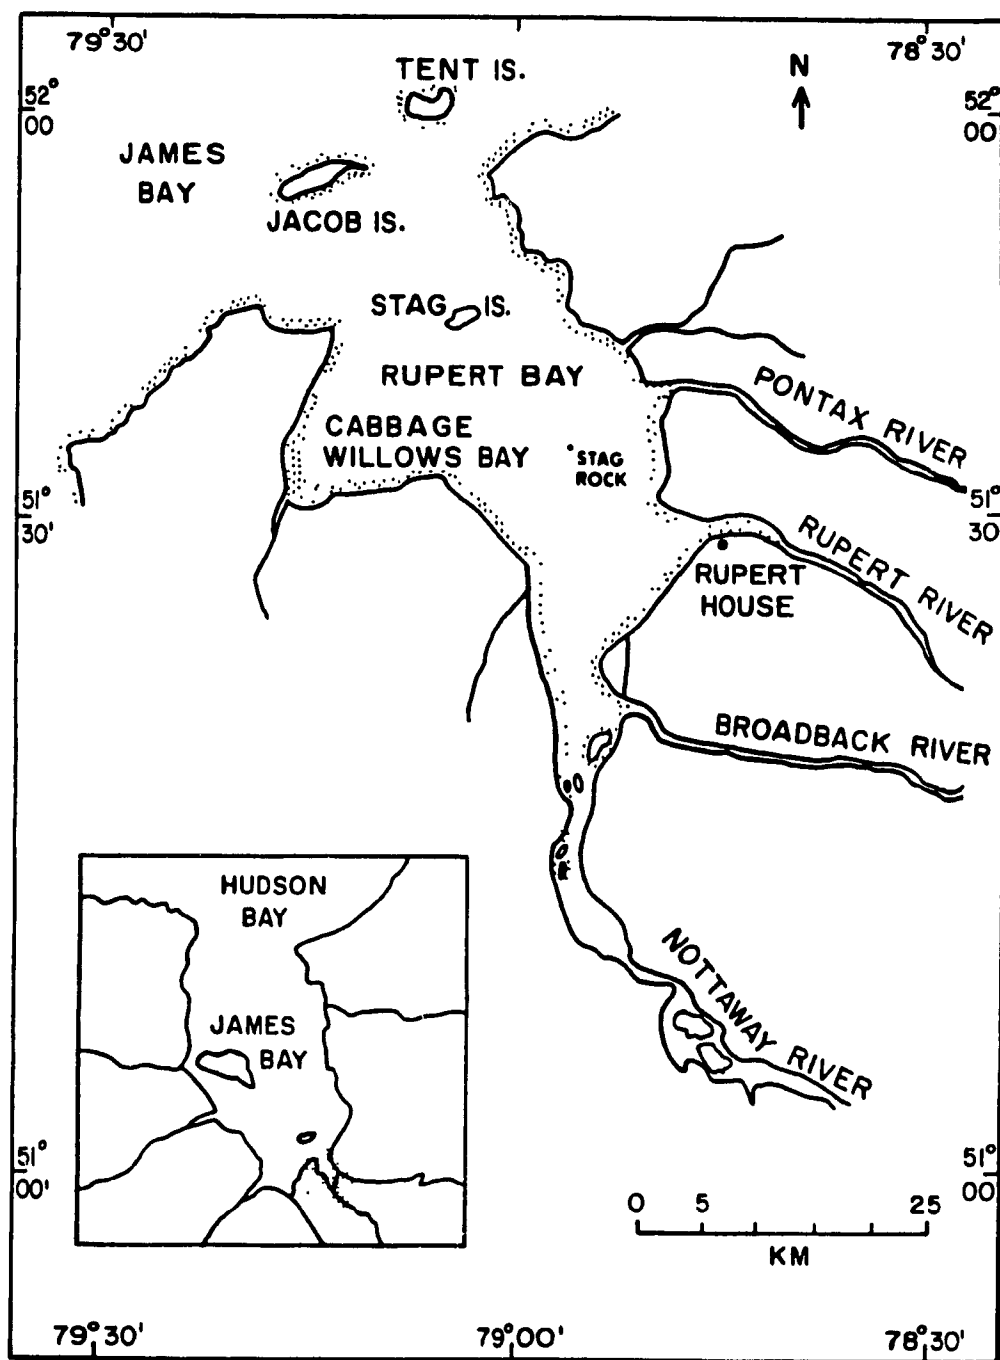 79°30'
78°30'
TENT IS.
N
52°
00
52°
00'
JAMES
BAY
JACOB IS.
STAG IS.
RUPERT BAY
PONTAX RIVER
CABBAGE
WILLOWS BAY
STAG
ROCK
51°
30'
51°
30'
RUPERT RIVER
RUPERT
HOUSE
BROADBACK RIVER
HUDSON
BAY
NOTTAWAY RIVER
JAMES
BAY
51°
00'
51°
00'
0 5 25
KM
79°30'
79°00'
78°30'